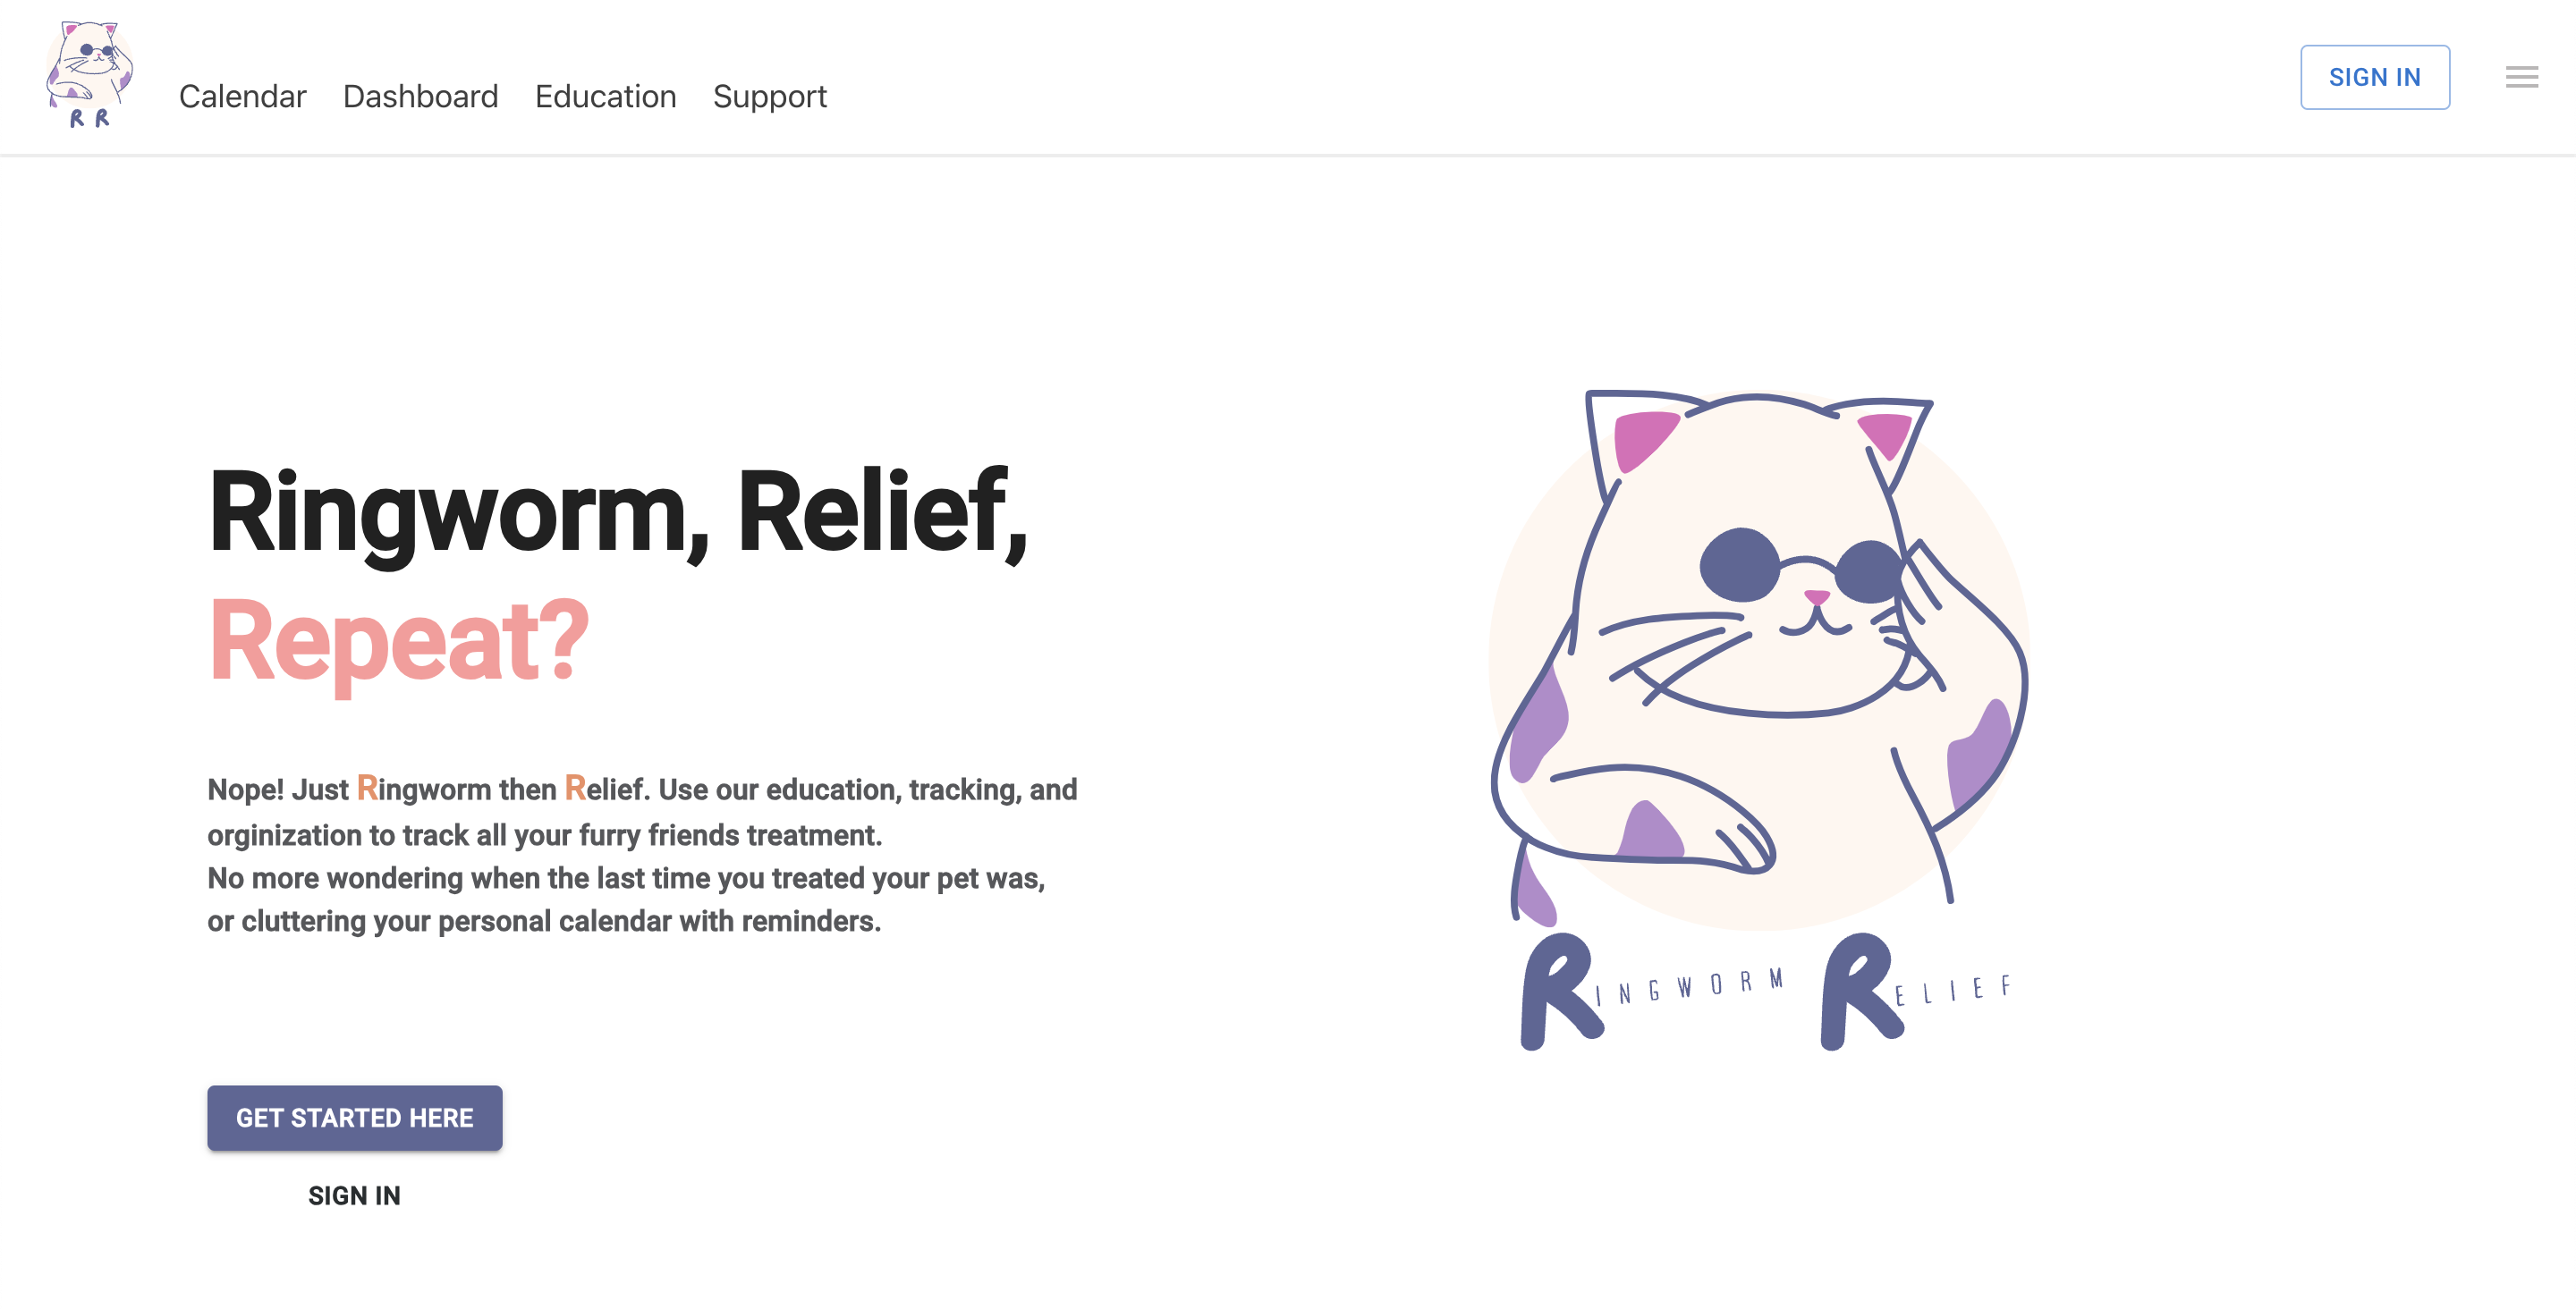 R R
Calendar Dashboard Education Support
SIGN IN
Ringworm, Relief,
Repeat?
Nope! Just Ringworm then Relief. Use our education, tracking, and
orginization to track all your furry friends treatment.
No more wondering when the last time you treated your pet was,
or cluttering your personal calendar with reminders.
GET STARTED HERE
SIGN IN
RINGWORM RELIEF